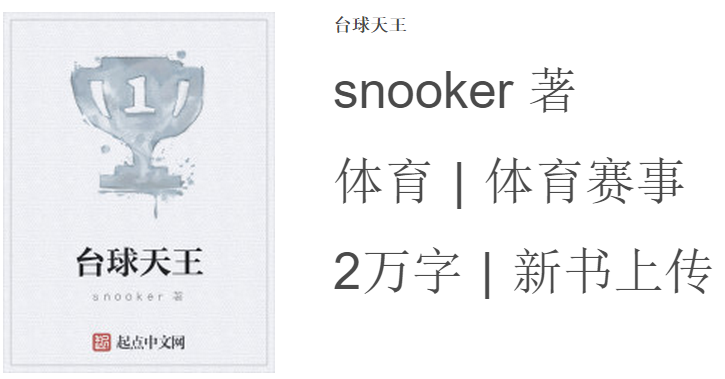 1
台球天王
snooker 著
起点中文网
台球天王
snooker 著
体育 | 体育赛事
2万字 | 新书上传